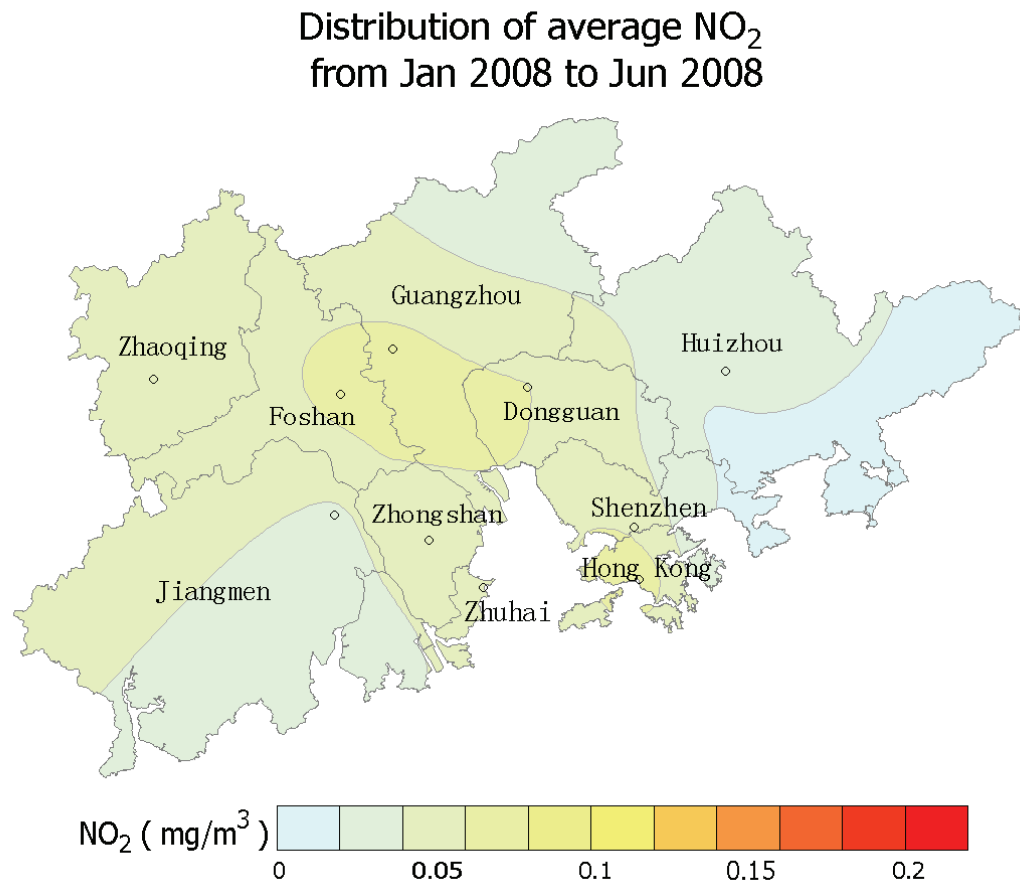 Distribution of average NO₂
from Jan 2008 to Jun 2008
Guangzhou
Zhaoqing
Huizhou
Foshan
Dongguan
Zhongshan
Shenzhen
Hong Kong
Jiangmen
Zhuhai
NO₂ ( mg/m³ )
0 0.05 0.1 0.15 0.2